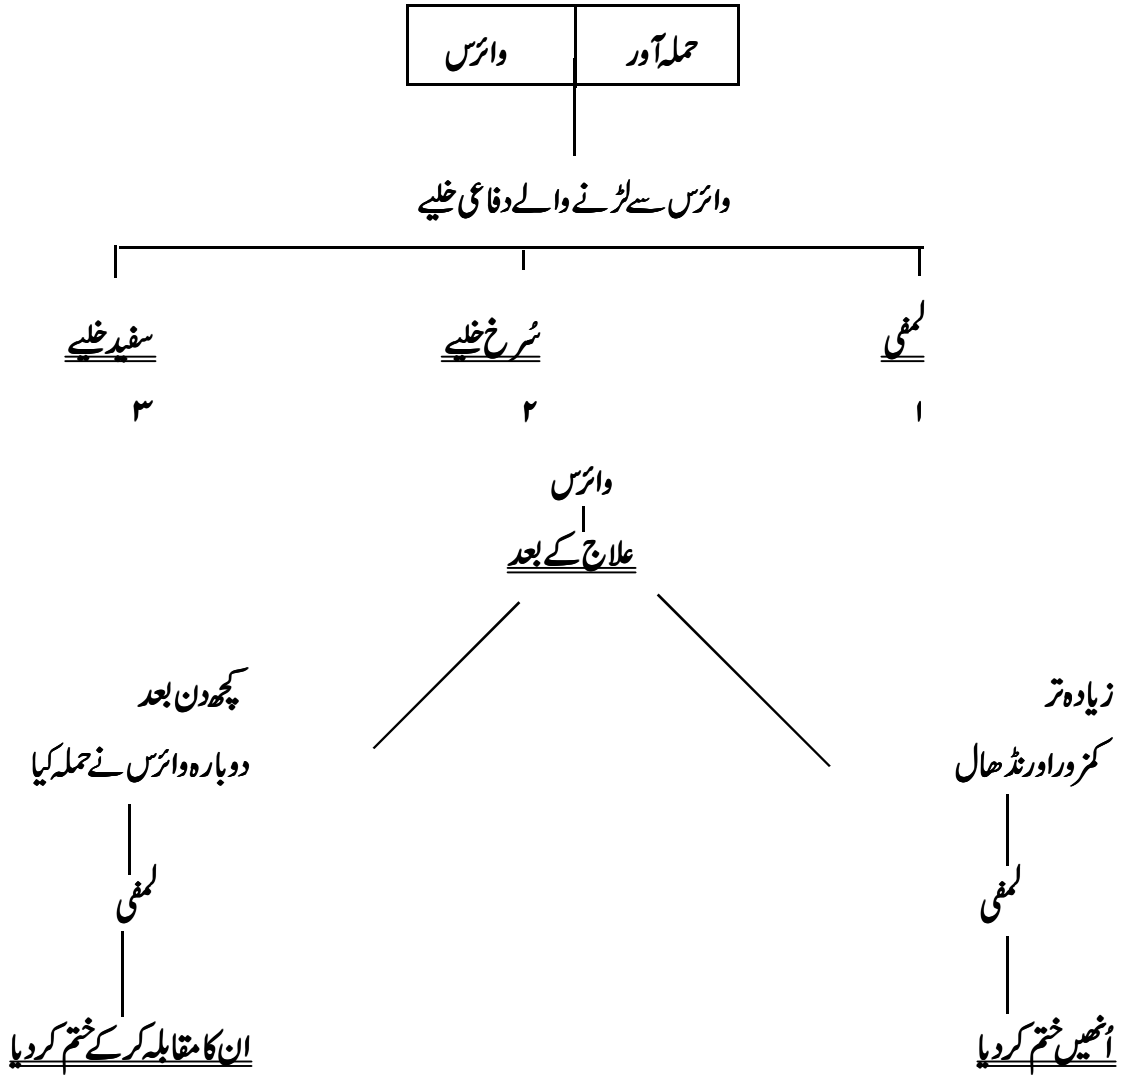 حملہ آور وائرس
وائرس سے لڑنے والے دفاعی خلیے
لمفی سُرخ خلیے سفید خلیے
۱ ۲ ۳
وائرس
علاج کے بعد
زیادہ تر کچھ دن بعد
کمزور اور نڈھال دوبارہ وائرس نے حملہ کیا
لمفی لمفی
اُنھیں ختم کر دیا ان کا مقابلہ کر کے ختم کر دیا